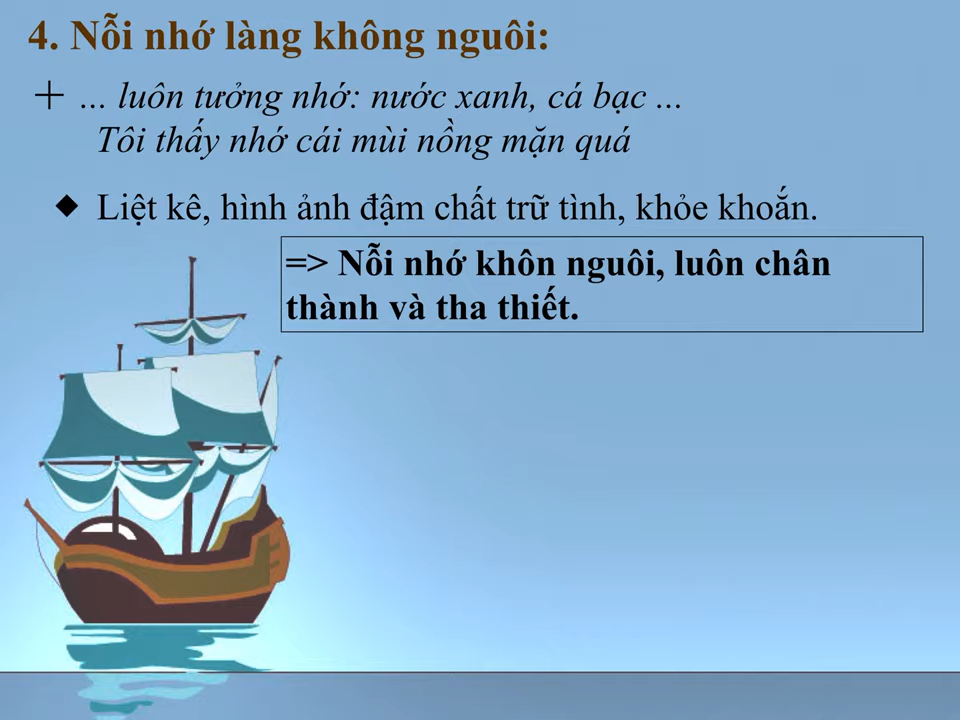 4. Nỗi nhớ làng không nguôi:
+ ... luôn tưởng nhớ: nước xanh, cá bạc ...
Tôi thấy nhớ cái mùi nồng mặn quá
◆ Liệt kê, hình ảnh đậm chất trữ tình, khỏe khoắn.
=> Nỗi nhớ khôn nguôi, luôn chân
thành và tha thiết.